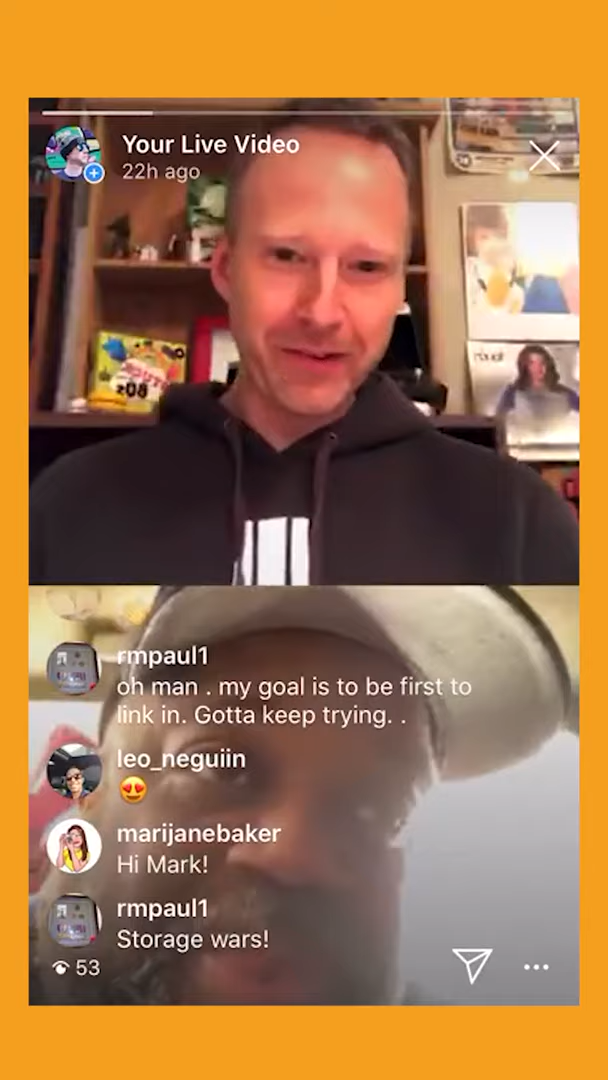 Your Live Video
22h ago
rmpaul1
oh man . my goal is to be first to
link in. Gotta keep trying. .
leo_neguiin
😍
marijanebaker
Hi Mark!
rmpaul1
Storage wars!
53